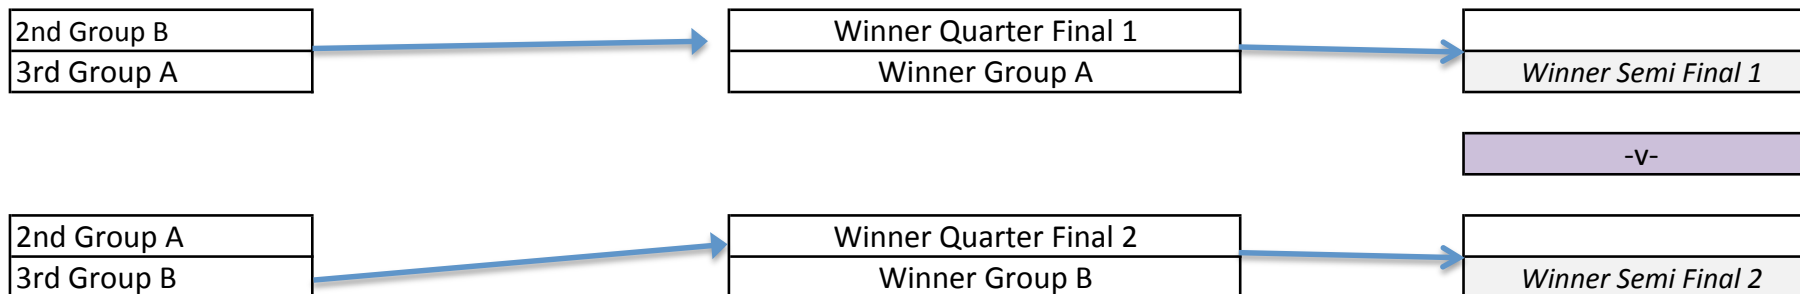 2nd Group B
Winner Quarter Final 1
3rd Group A
Winner Group A
Winner Semi Final 1
-v-
2nd Group A
Winner Quarter Final 2
3rd Group B
Winner Group B
Winner Semi Final 2